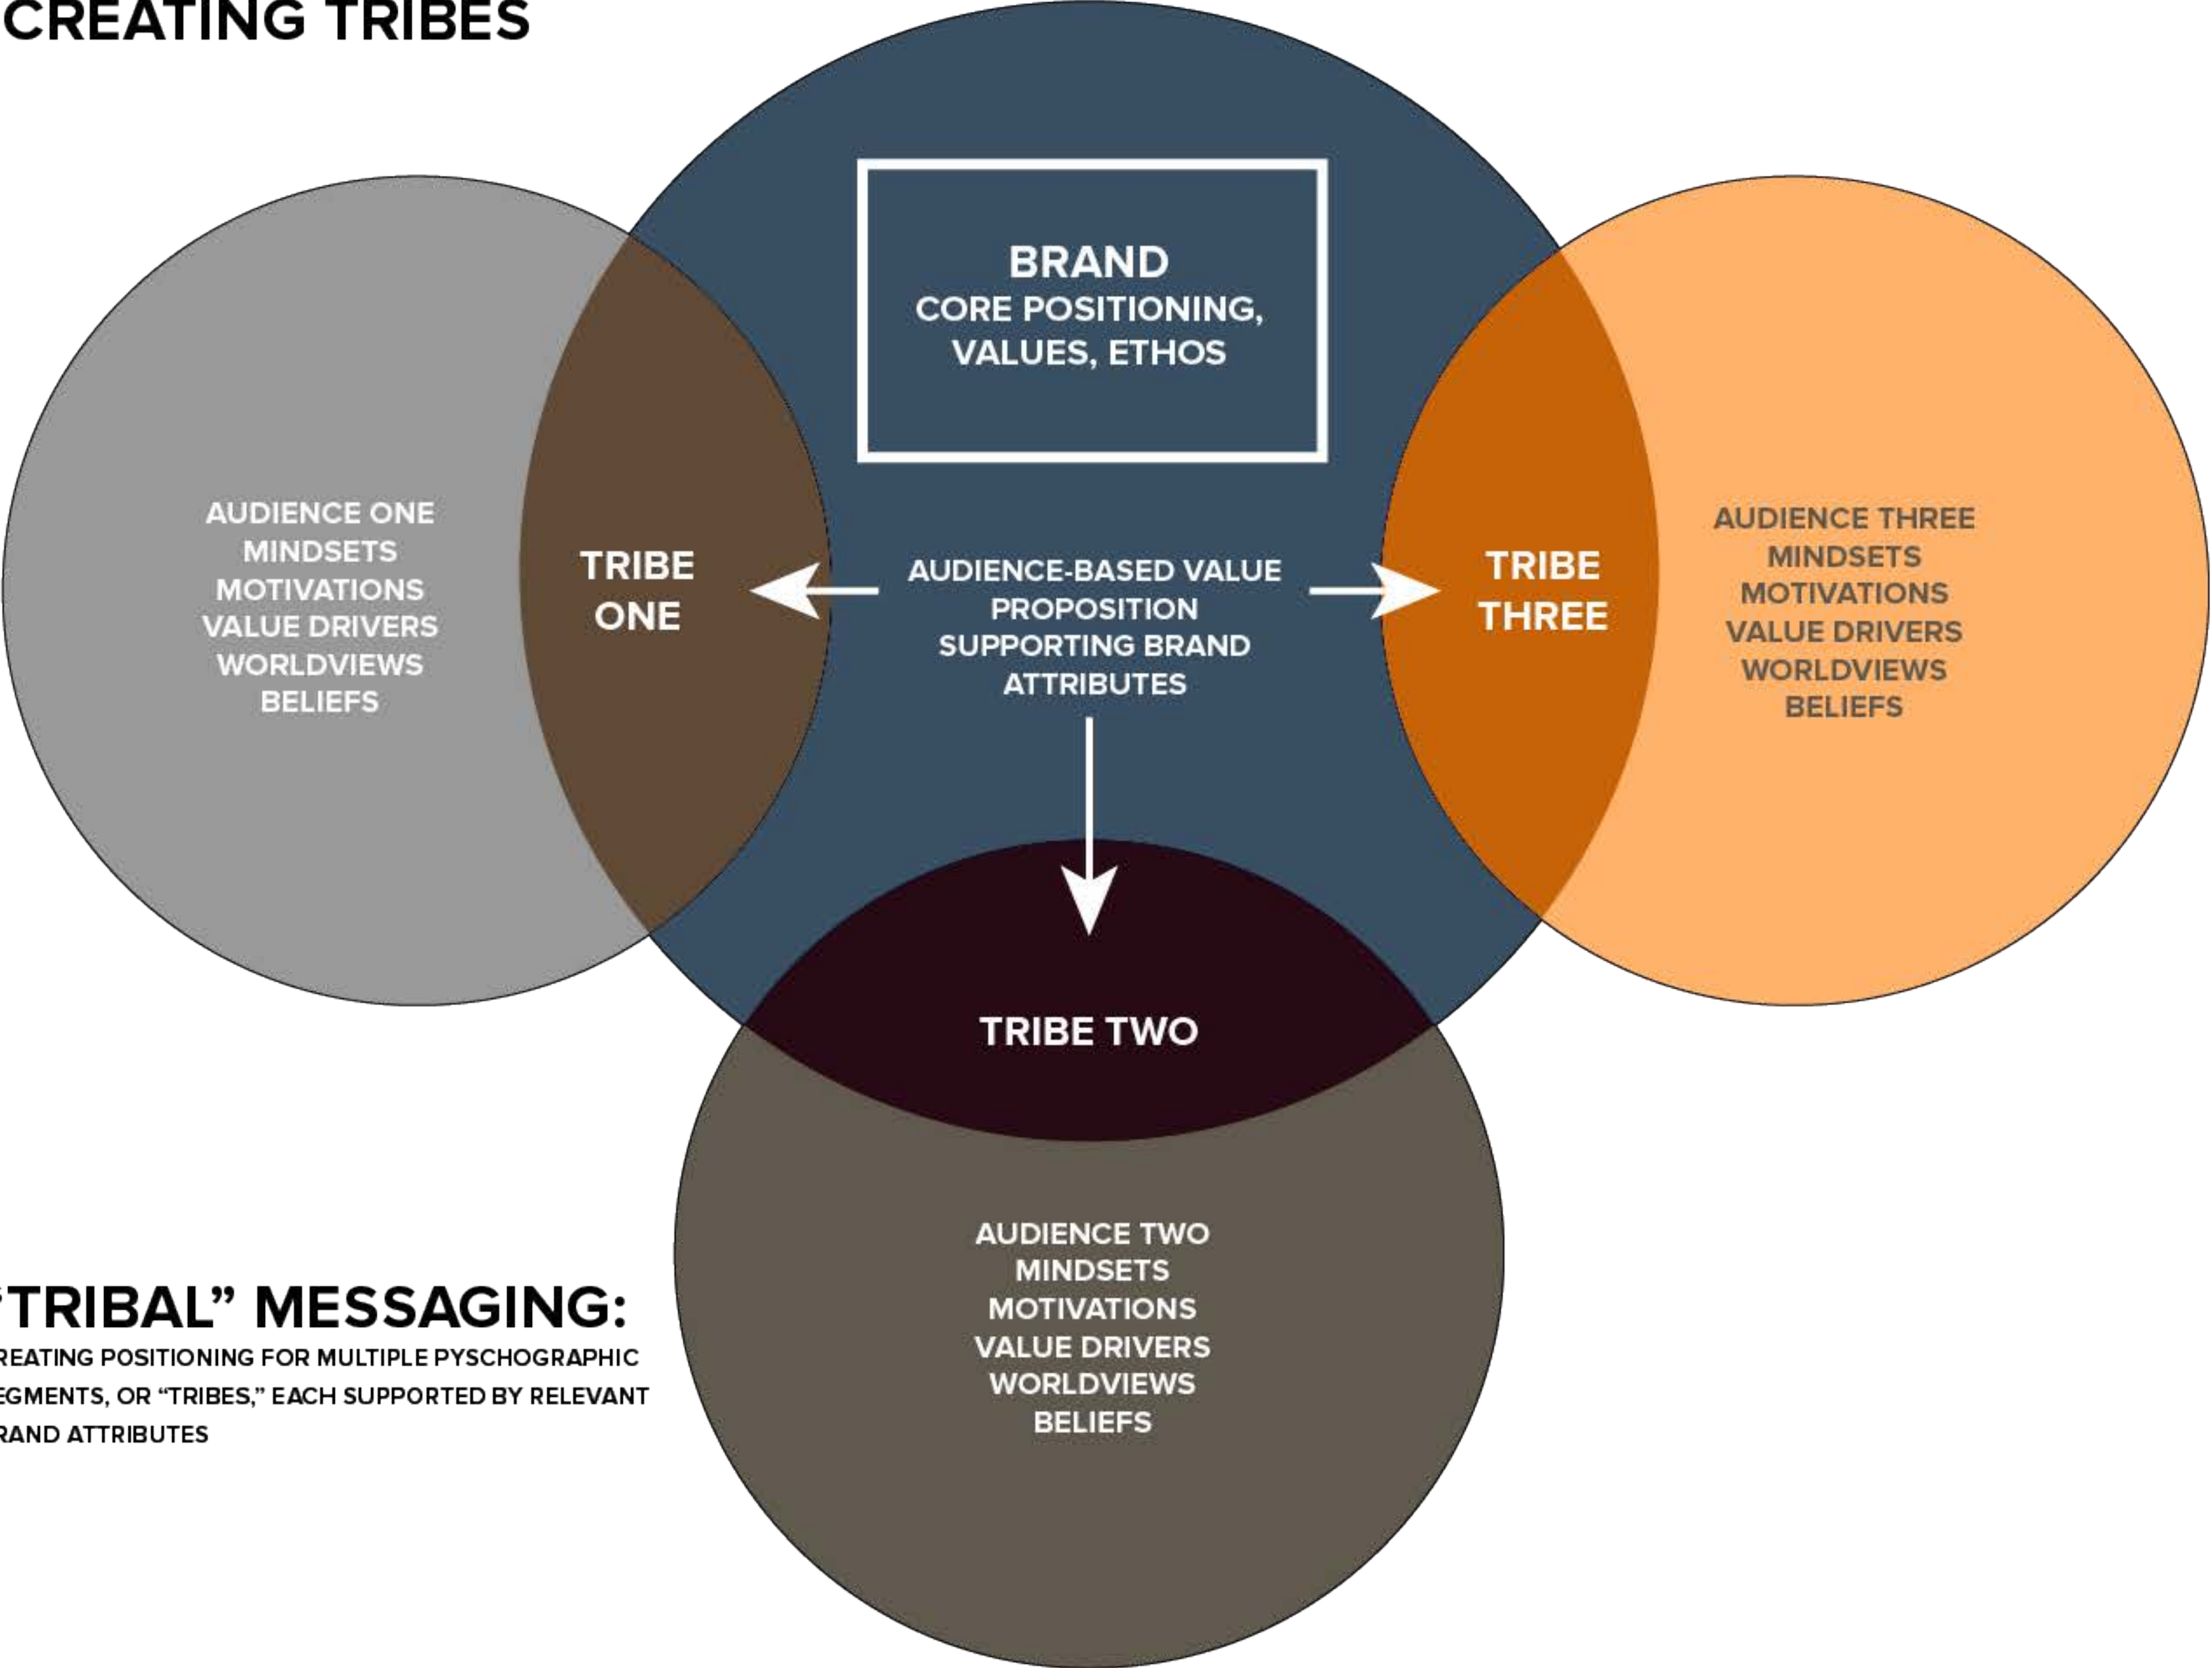 CREATING TRIBES
BRAND
CORE POSITIONING,
VALUES, ETHOS
AUDIENCE ONE
MINDSETS
MOTIVATIONS
VALUE DRIVERS
WORLDVIEWS
BELIEFS
TRIBE
ONE
AUDIENCE-BASED VALUE
PROPOSITION
SUPPORTING BRAND
ATTRIBUTES
TRIBE
THREE
AUDIENCE THREE
MINDSETS
MOTIVATIONS
VALUE DRIVERS
WORLDVIEWS
BELIEFS
TRIBE TWO
AUDIENCE TWO
MINDSETS
MOTIVATIONS
VALUE DRIVERS
WORLDVIEWS
BELIEFS
“TRIBAL” MESSAGING:
REATING POSITIONING FOR MULTIPLE PYSCHOGRAPHIC
EGMENTS, OR “TRIBES,” EACH SUPPORTED BY RELEVANT
RAND ATTRIBUTES